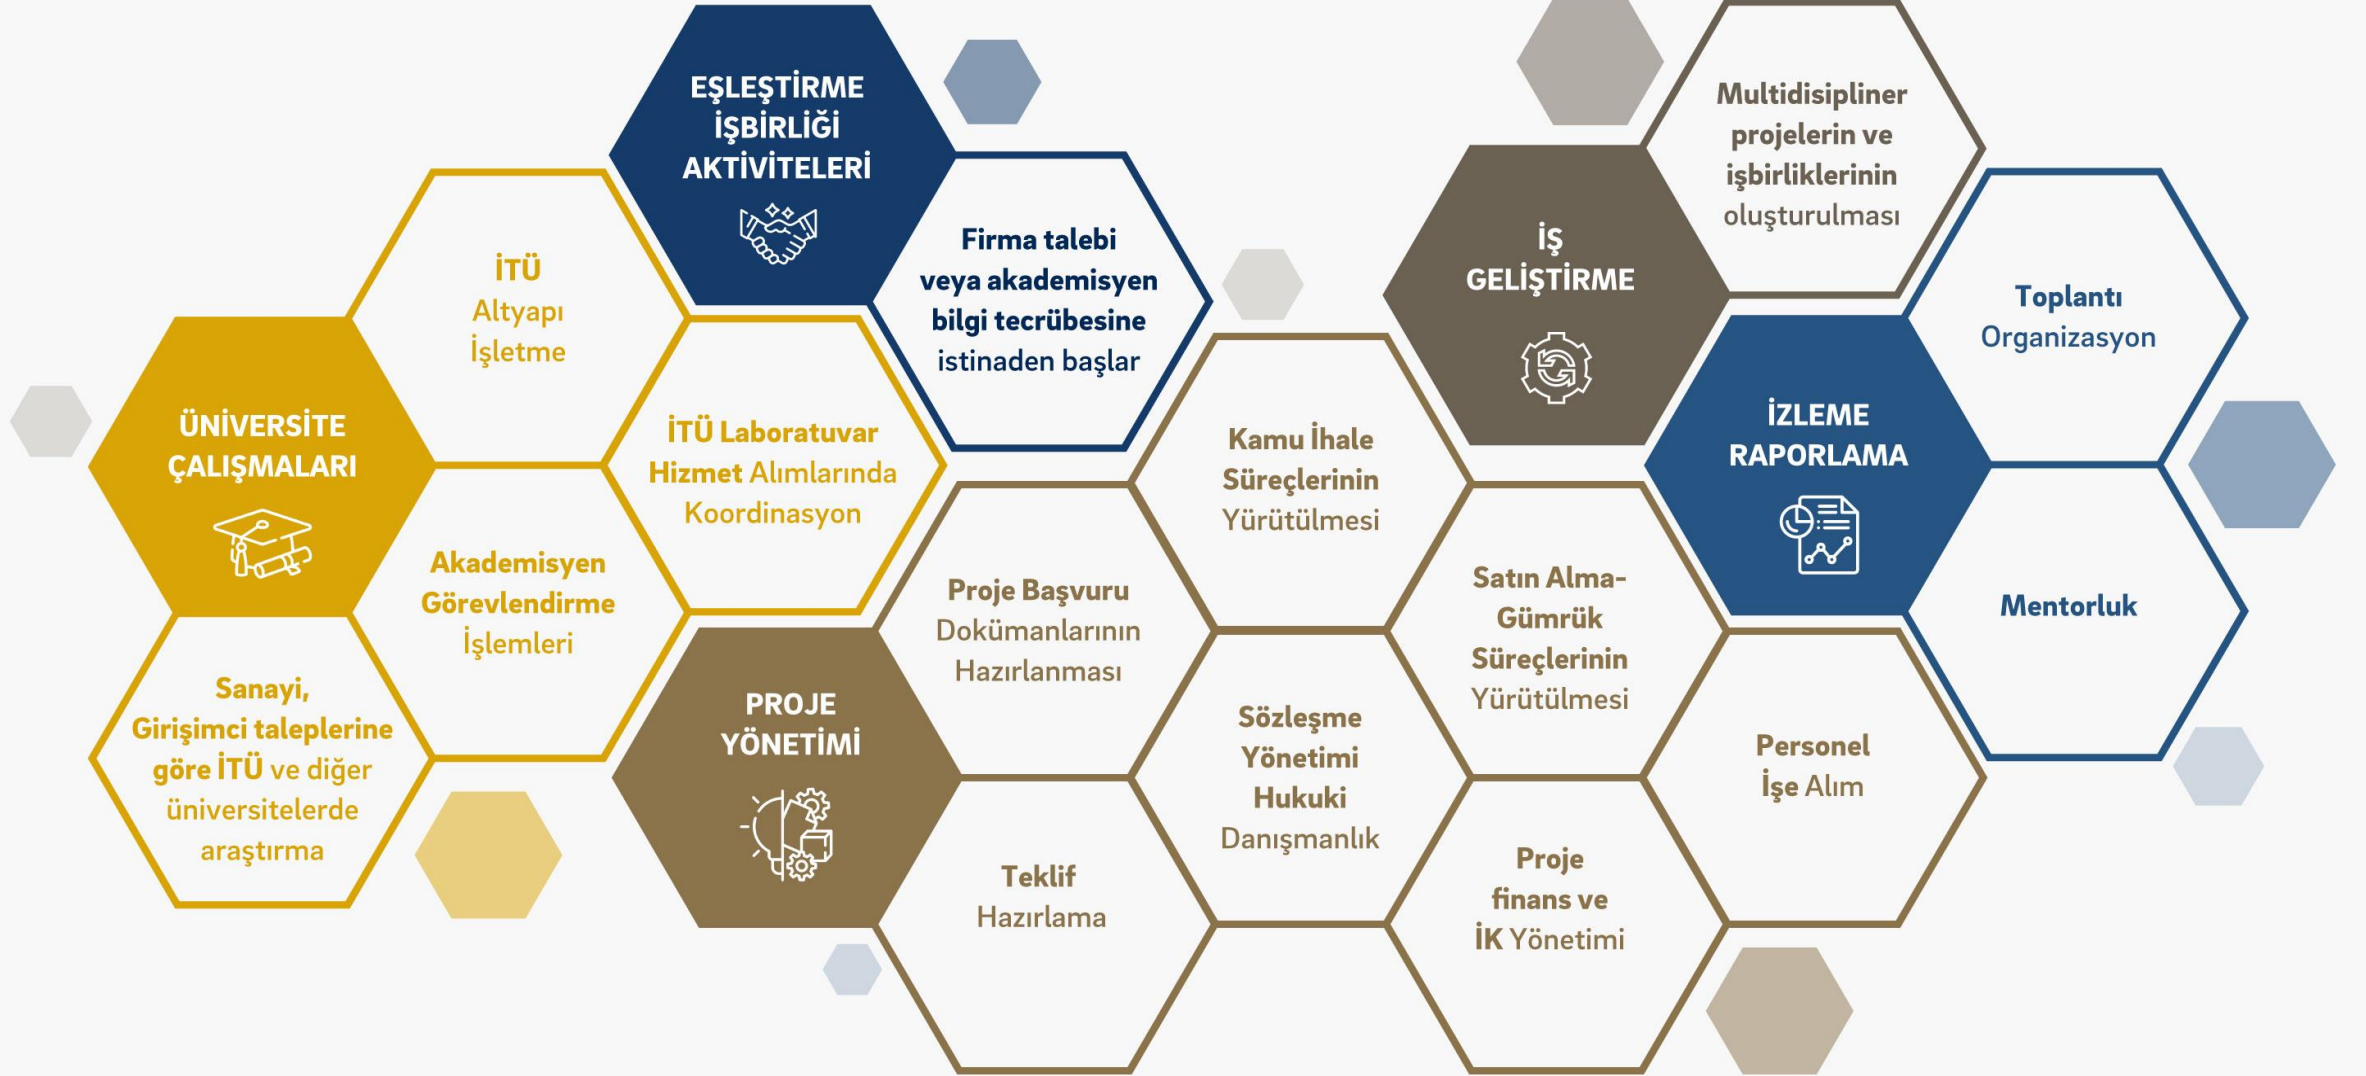 EŞLEŞTİRME
İŞBİRLİĞİ
AKTİVİTELERİ
Firma talebi
veya akademisyen
bilgi tecrübesine
istinaden başlar
ÜNİVERSİTE
ÇALIŞMALARI
İTÜ
Altyapı
İşletme
İTÜ Laboratuvar
Hizmet Alımlarında
Koordinasyon
Akademisyen
Görevlendirme
İşlemleri
Sanayi,
Girişimci taleplerine
göre İTÜ ve diğer
üniversitelerde
araştırma
PROJE
YÖNETİMİ
Proje Başvuru
Dokümanlarının
Hazırlanması
Teklif
Hazırlama
Kamu İhale
Süreçlerinin
Yürütülmesi
Sözleşme
Yönetimi
Hukuki
Danışmanlık
Satın Alma-
Gümrük
Süreçlerinin
Yürütülmesi
Proje
finans ve
İK Yönetimi
Personel
İşe Alım
İŞ
GELİŞTİRME
Multidisipliner
projelerin ve
işbirliklerinin
oluşturulması
İZLEME
RAPORLAMA
Toplantı
Organizasyon
Mentorluk